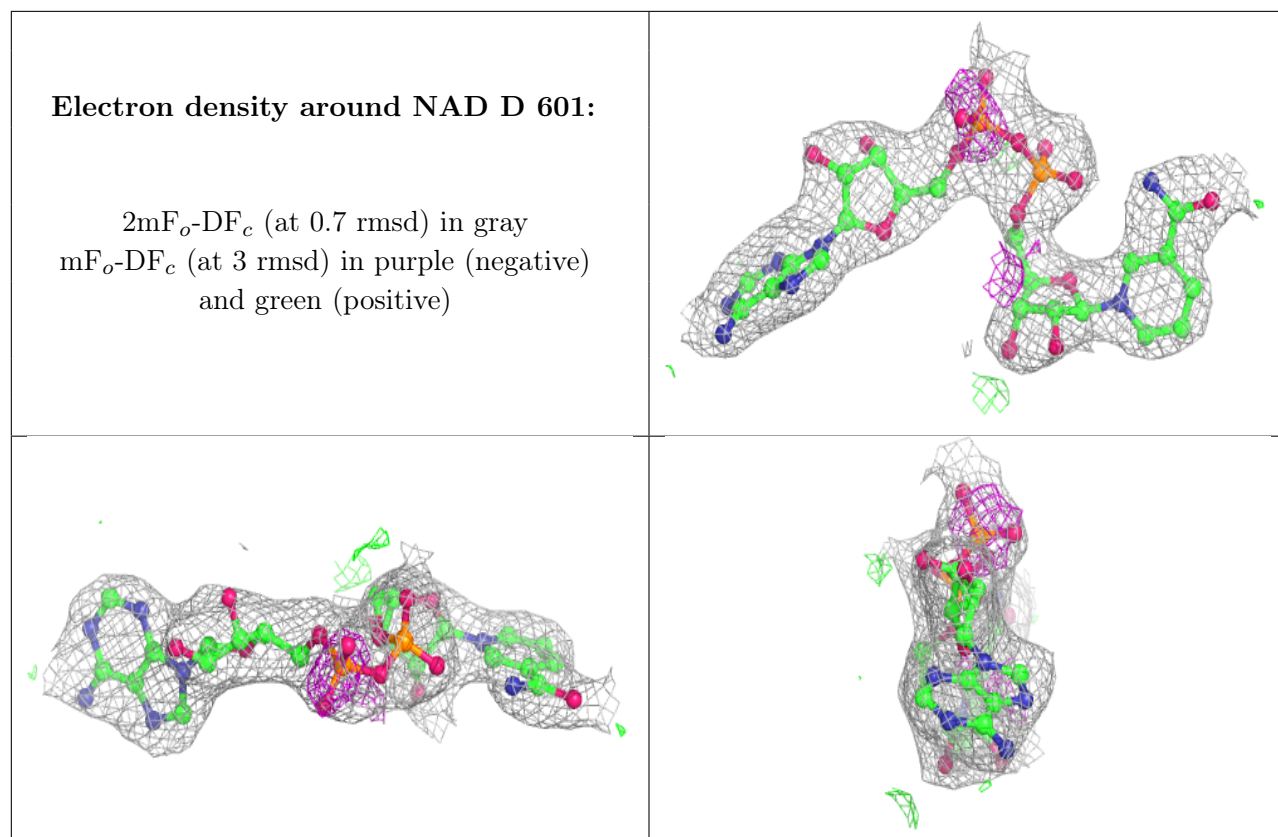 Electron density around NAD D 601:
2mFo-DFc (at 0.7 rmsd) in gray
mFo-DFc (at 3 rmsd) in purple (negative)
and green (positive)